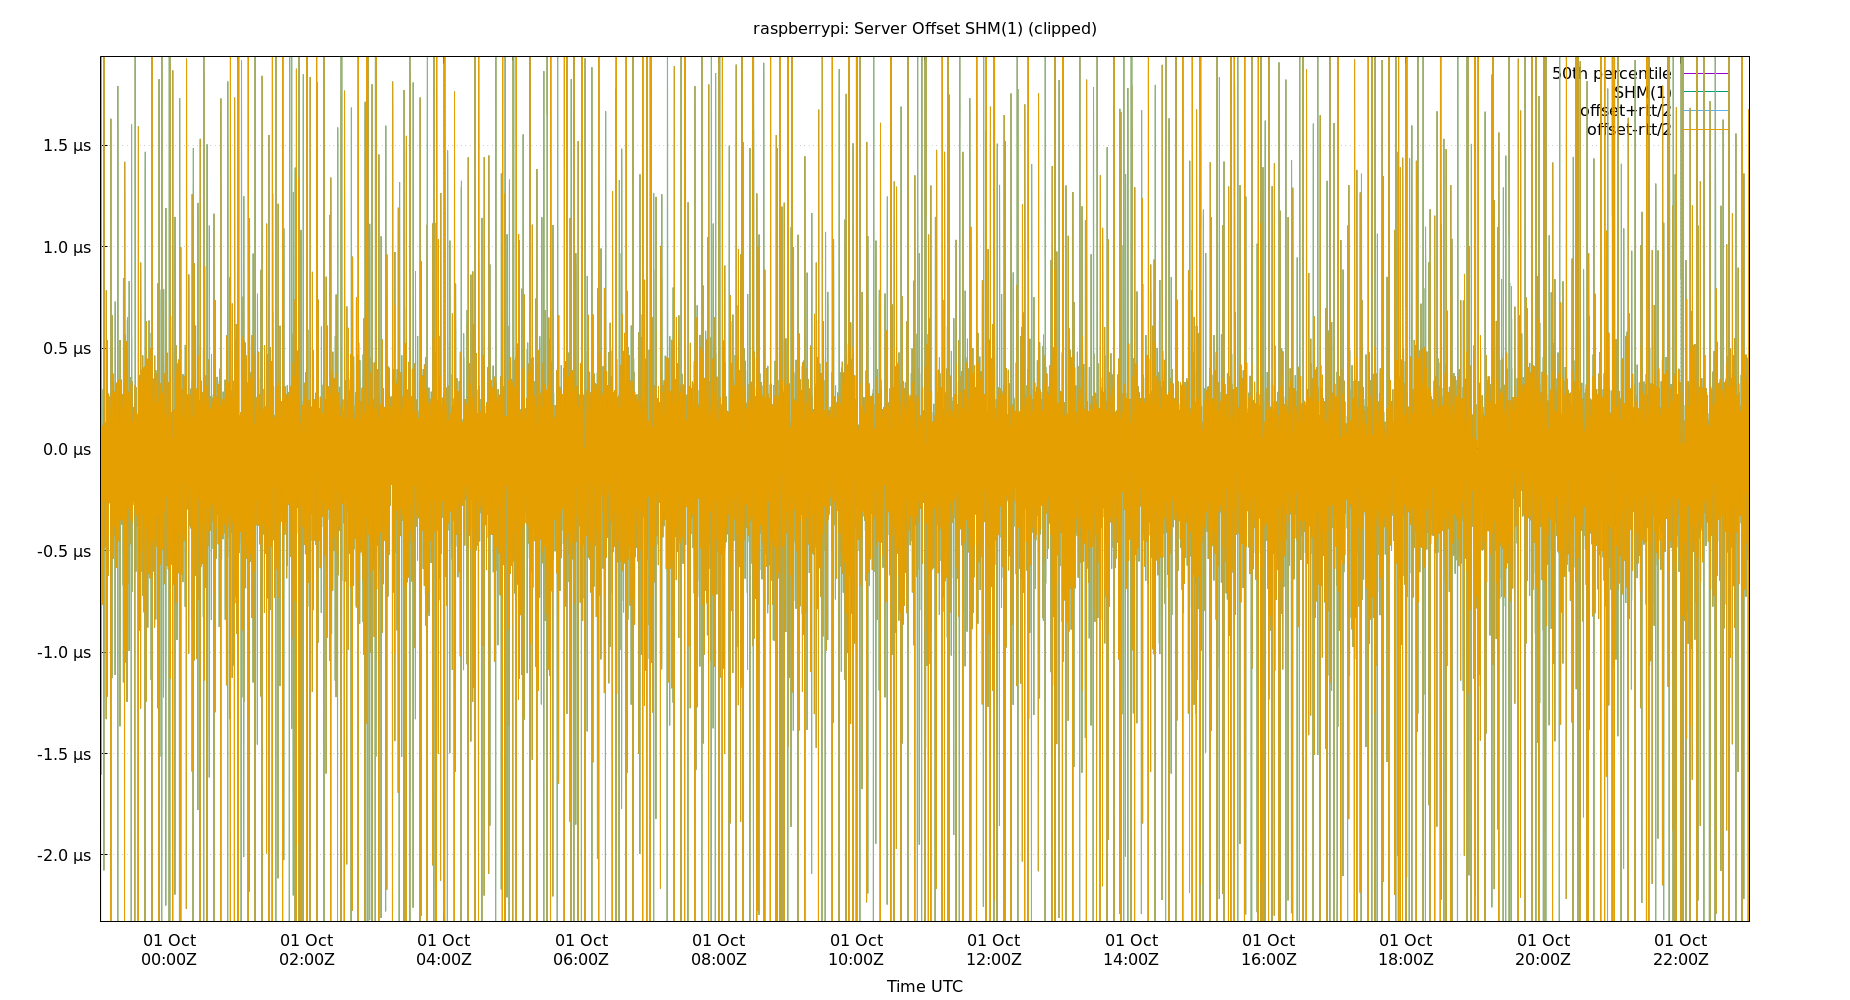 raspberrypi: Server Offset SHM(1) (clipped)
50th percentile
SHM(1)
offset+rtt/2
offset-rtt/2
1.5 µs
1.0 µs
0.5 µs
0.0 µs
-0.5 µs
-1.0 µs
-1.5 µs
-2.0 µs
01 Oct 01 Oct 01 Oct 01 Oct 01 Oct 01 Oct 01 Oct 01 Oct 01 Oct 01 Oct 01 Oct 01 Oct
00:00Z 02:00Z 04:00Z 06:00Z 08:00Z 10:00Z 12:00Z 14:00Z 16:00Z 18:00Z 20:00Z 22:00Z
Time UTC